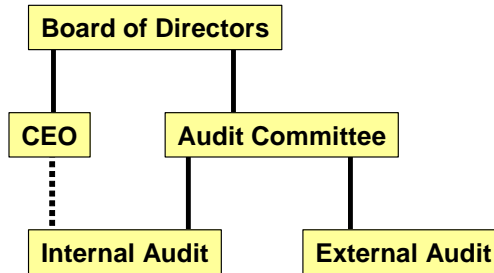 Board of Directors
CEO
Audit Committee
Internal Audit
External Audit